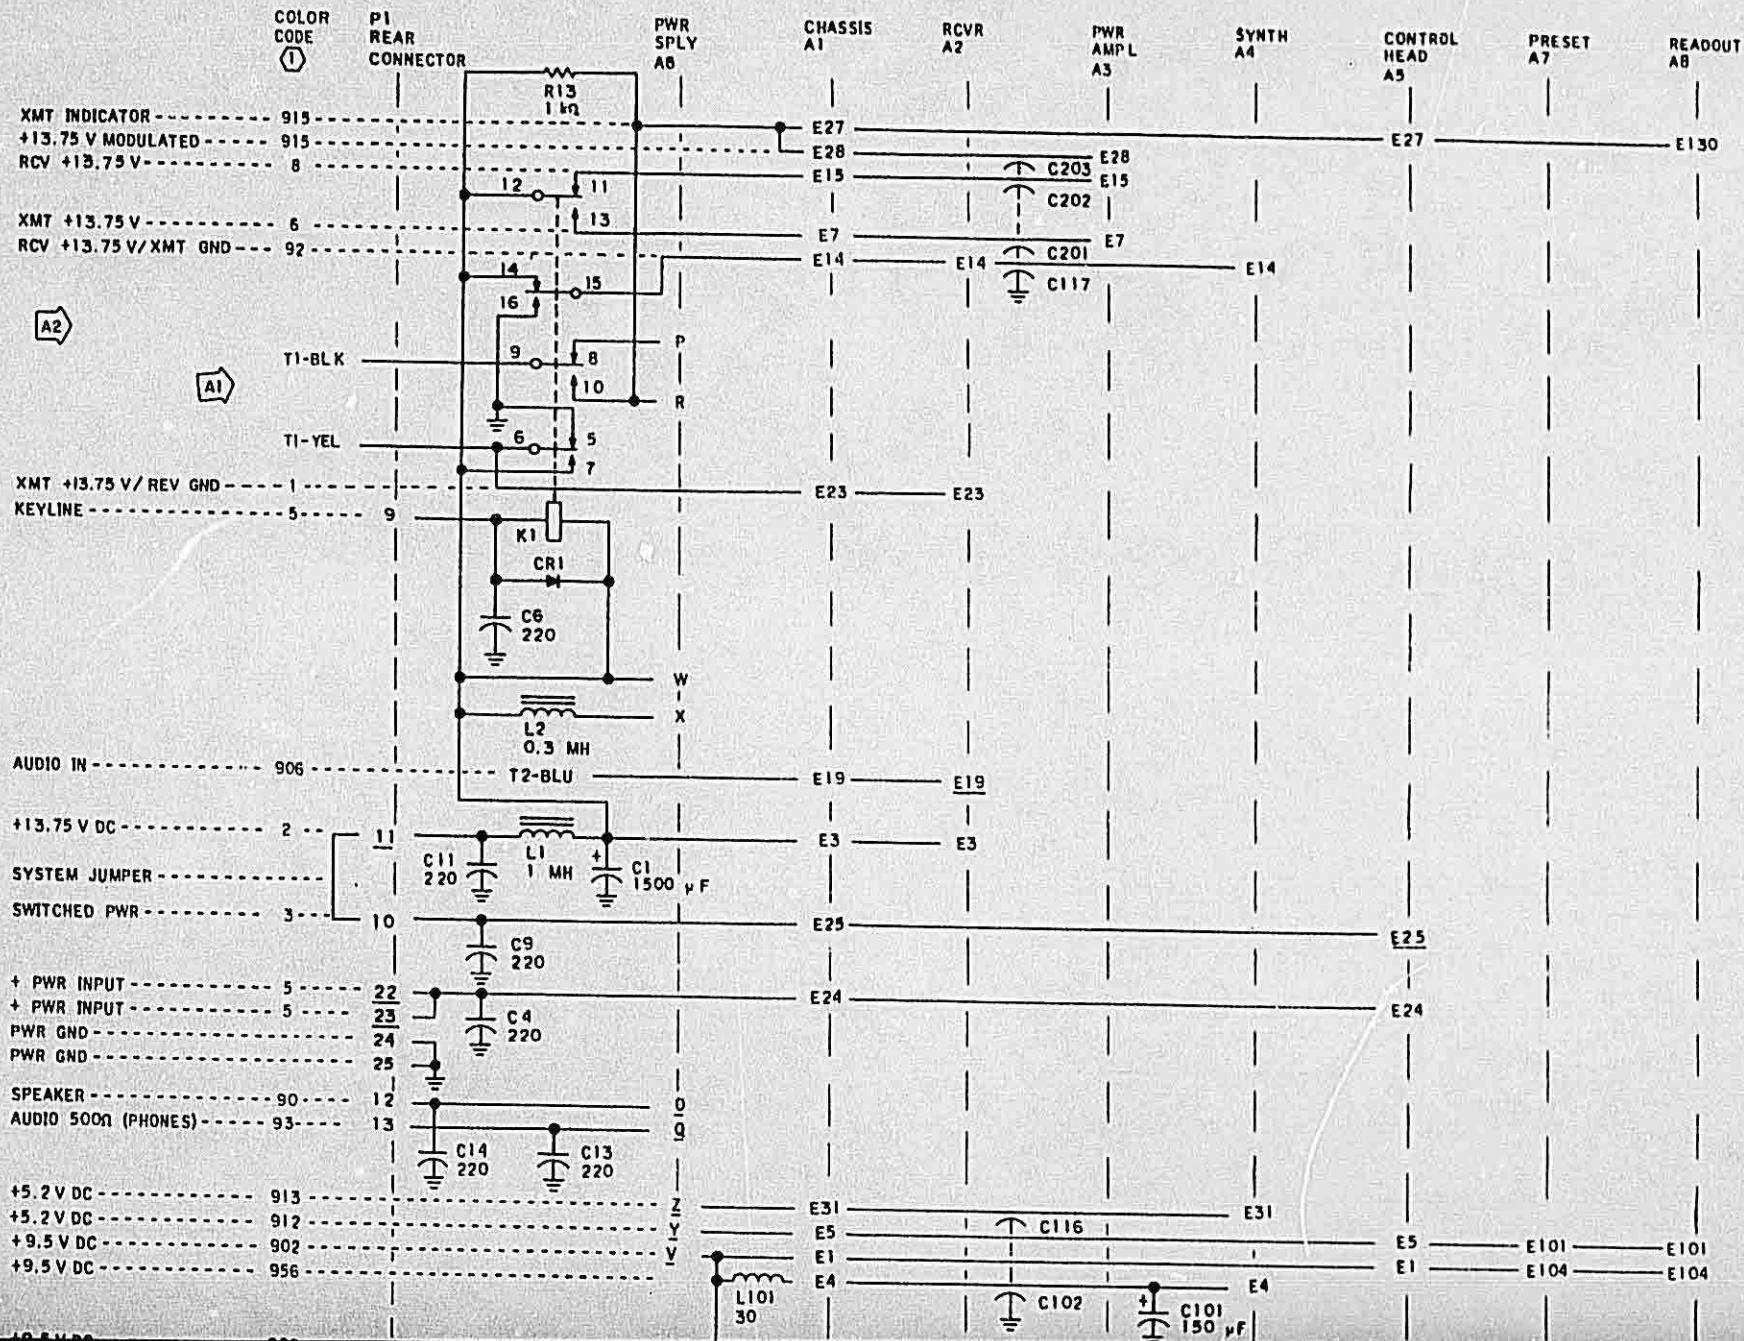 COLOR CODE 1
P1 REAR CONNECTOR
PWR SPLY A6
CHASSIS A1
RCVR A2
PWR AMPL A3
SYNTH A4
CONTROL HEAD A5
PRESET A7
READOUT A8
R13
1 kΩ
XMT INDICATOR 915 E27 E27 E130
+13.75 V MODULATED 915 E28 E28
RCV +13.75 V 8 E15 E15
C203
12 11
C202
13
XMT +13.75 V 6 E7 E7
RCV +13.75 V/XMT GND 92 E14 E14 E14
C201
14 15
C117
16
A2
P
T1-BLK 9 8
A1
10
R
T1-YEL 6 5
7
XMT +13.75 V/REV GND 1 E23 E23
KEYLINE 5 9
K1
CR1
C6
220
W
X
L2
0.3 MH
AUDIO IN 906 T2-BLU E19 E19
+13.75 V DC 2 11 E3 E3
C11
220
L1
1 MH
+
C1
1500 μF
SYSTEM JUMPER
SWITCHED PWR 3 10 E25 E25
C9
220
+ PWR INPUT 5 22 E24 E24
+ PWR INPUT 5 23
C4
220
PWR GND 24
PWR GND 25
SPEAKER 90 12
AUDIO 500Ω (PHONES) 93 13 Q
C14
220
C13
220
+5.2 V DC 913 Z E31 E31
+5.2 V DC 912 Y E5 E5 E101 E101
C116
+9.5 V DC 902 V E1 E1 E104 E104
+9.5 V DC 956 E4 E4
L101
30
C102
+
C101
150 μF